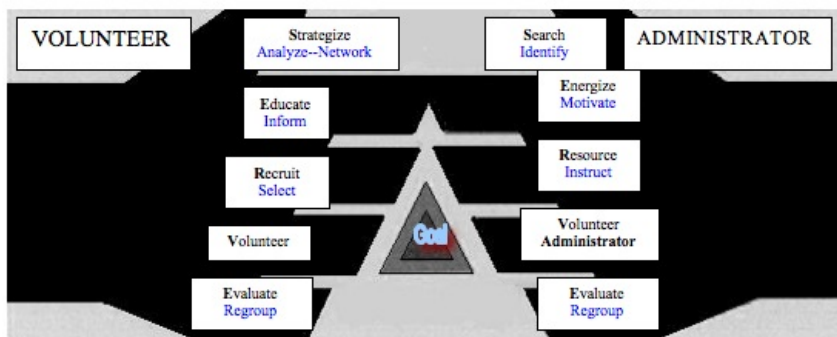 VOLUNTEER
Strategize
Analyze--Network
Search
Identify
ADMINISTRATOR
Educate
Inform
Energize
Motivate
Recruit
Select
Resource
Instruct
Volunteer
Goal
Volunteer
Administrator
Evaluate
Regroup
Evaluate
Regroup